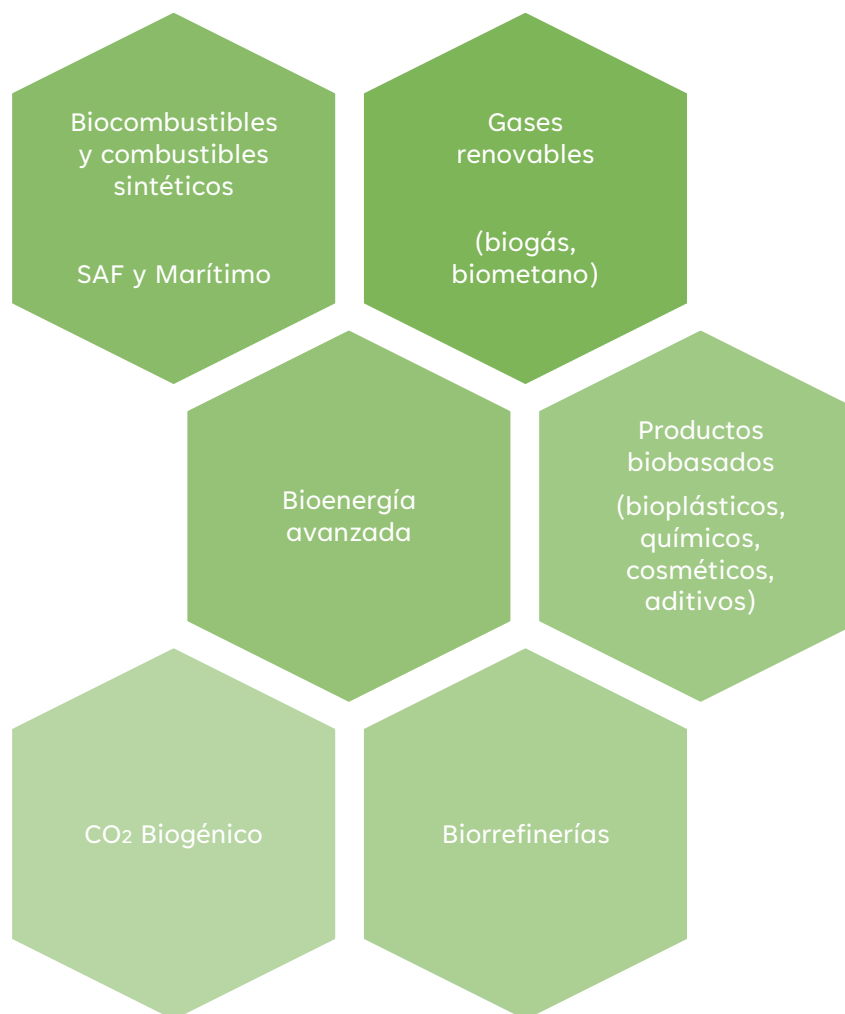 Biocombustibles
y combustibles
sintéticos
SAF y Marítimo
Gases
renovables
(biogás,
biometano)
Bioenergía
avanzada
Productos
biobasados
(bioplásticos,
químicos,
cosméticos,
aditivos)
CO2 Biogénico
Biorrefinerías